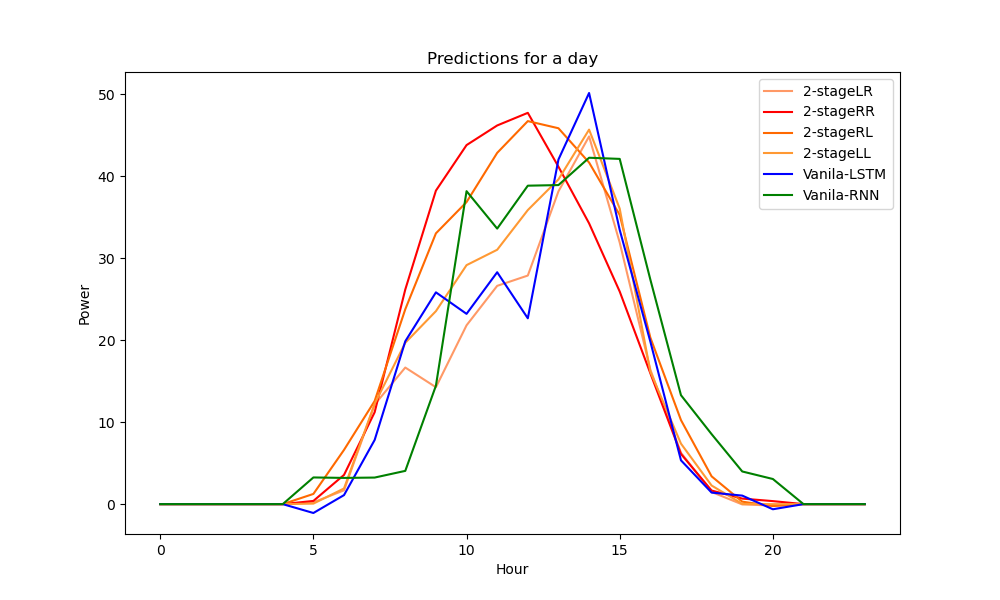 Predictions for a day
2-stageLR
2-stageRR
2-stageRL
2-stageLL
Vanila-LSTM
Vanila-RNN
Power
50
40
30
20
10
0
0 5 10 15 20
Hour